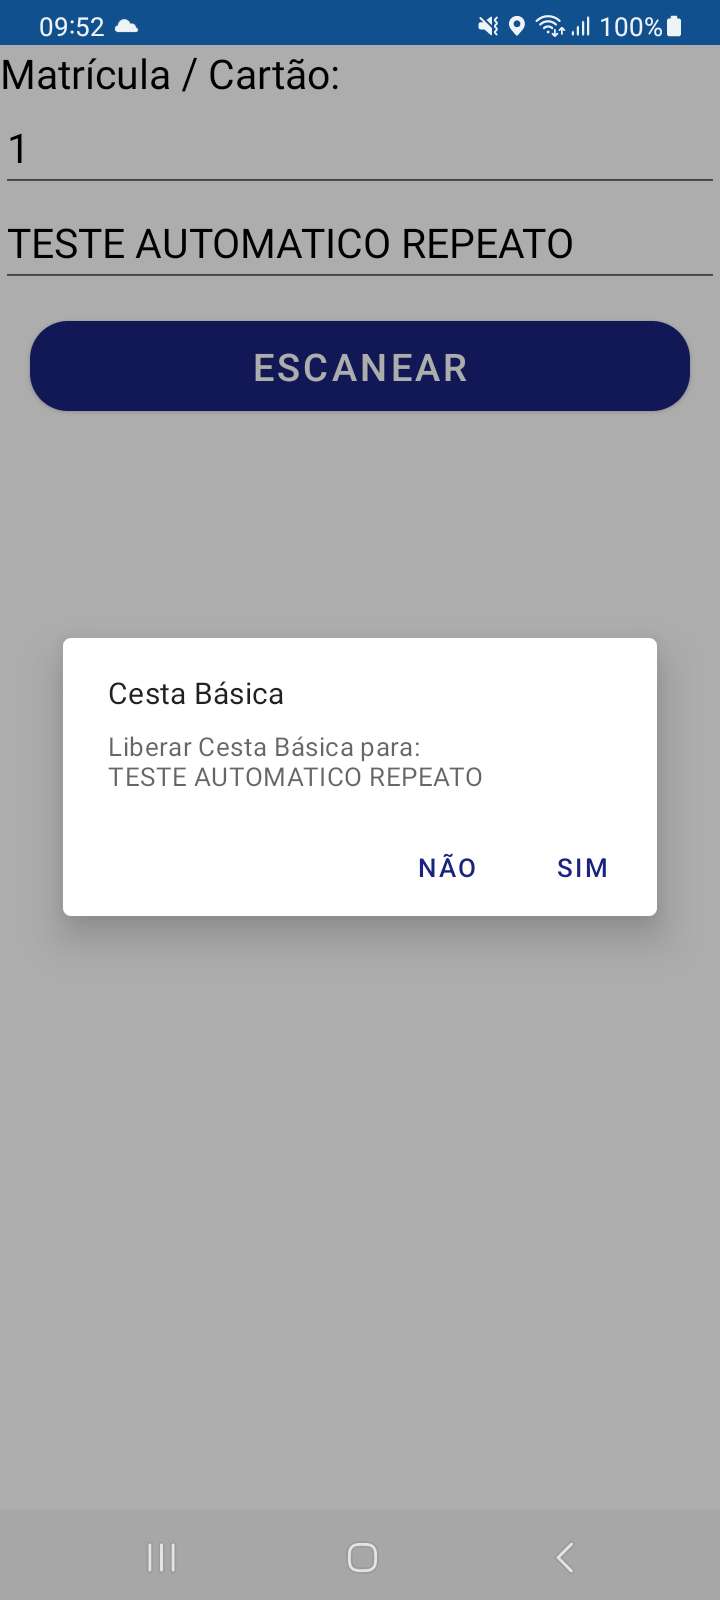 09:52 100%
Matrícula / Cartão:
1
TESTE AUTOMATICO REPEATO
ESCANEAR
Cesta Básica
Liberar Cesta Básica para:
TESTE AUTOMATICO REPEATO
NÃO SIM